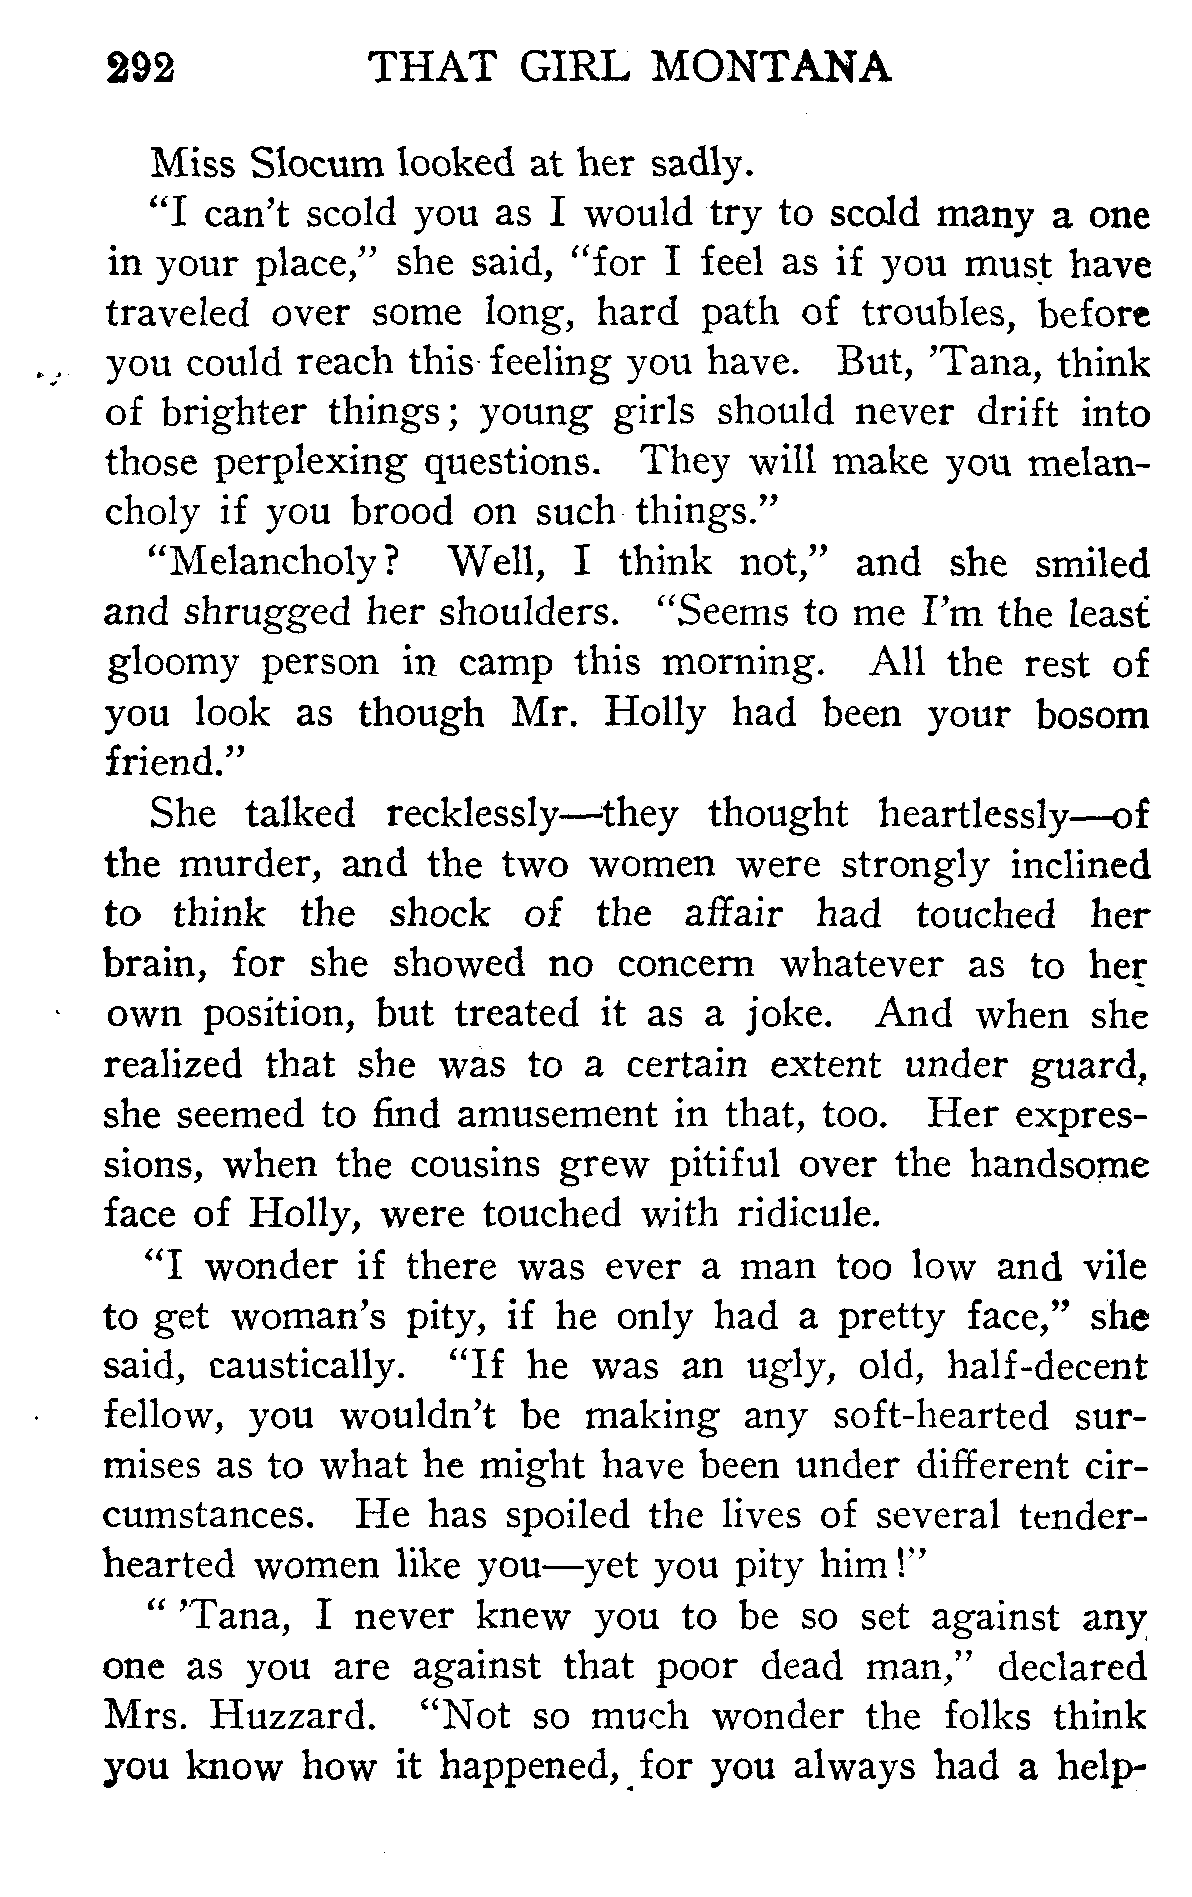 292 THAT GIRL MONTANA
Miss Slocum looked at her sadly.
“I can’t scold you as I would try to scold many a one
in your place,” she said, “for I feel as if you must have
traveled over some long, hard path of troubles, before
you could reach this feeling you have. But, ’Tana, think
of brighter things; young girls should never drift into
those perplexing questions. They will make you melan-
choly if you brood on such things.”
“Melancholy? Well, I think not,” and she smiled
and shrugged her shoulders. “Seems to me I’m the least
gloomy person in camp this morning. All the rest of
you look as though Mr. Holly had been your bosom
friend.”
She talked recklessly—they thought heartlessly—of
the murder, and the two women were strongly inclined
to think the shock of the affair had touched her
brain, for she showed no concern whatever as to her
own position, but treated it as a joke. And when she
realized that she was to a certain extent under guard,
she seemed to find amusement in that, too. Her expres-
sions, when the cousins grew pitiful over the handsome
face of Holly, were touched with ridicule.
“I wonder if there was ever a man too low and vile
to get woman’s pity, if he only had a pretty face,” she
said, caustically. “If he was an ugly, old, half-decent
fellow, you wouldn’t be making any soft-hearted sur-
mises as to what he might have been under different cir-
cumstances. He has spoiled the lives of several tender-
hearted women like you—yet you pity him!”
“ ’Tana, I never knew you to be so set against any
one as you are against that poor dead man,” declared
Mrs. Huzzard. “Not so much wonder the folks think
you know how it happened, for you always had a help-